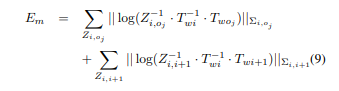 E_m = \sum_{Z_{i,o_j}} || \log(Z_{i,o_j}^{-1} \cdot T_{wi}^{-1} \cdot T_{wo_j}) ||_{\Sigma_{i,o_j}}
+ \sum_{Z_{i,i+1}} || \log(Z_{i,i+1}^{-1} \cdot T_{wi}^{-1} \cdot T_{wi+1}) ||_{\Sigma_{i,i+1}} (9)